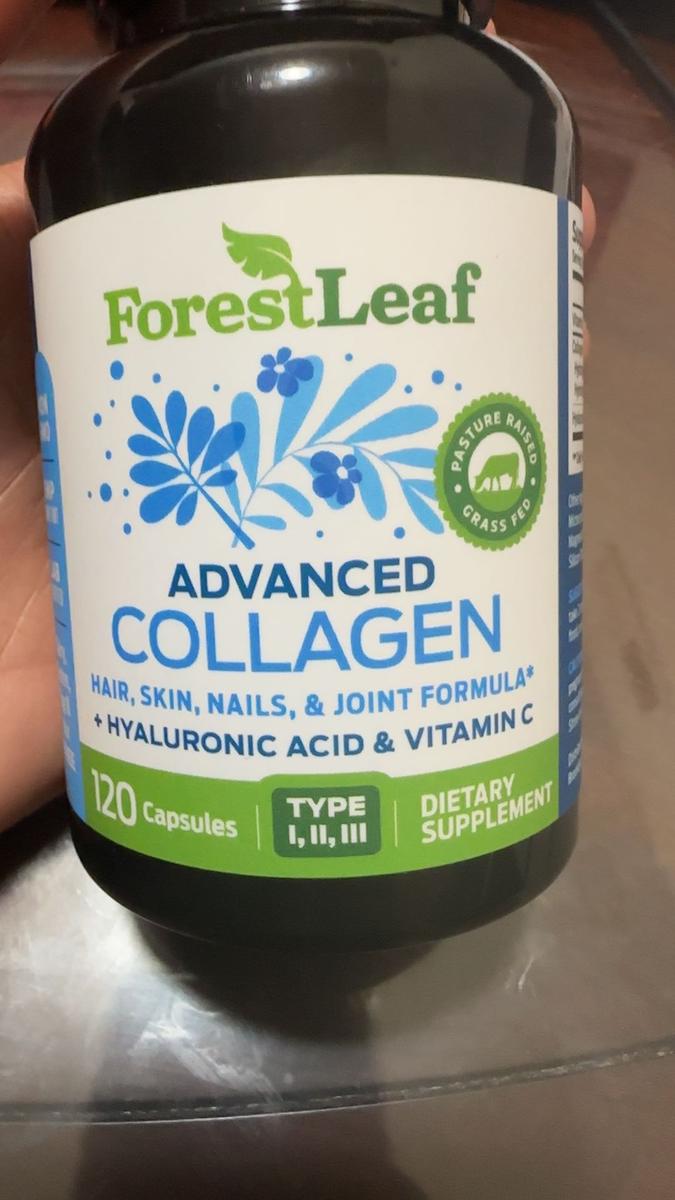 ForestLeaf
PASTURE RAISED
GRASS FED
ADVANCED
COLLAGEN
HAIR, SKIN, NAILS, & JOINT FORMULA*
+ HYALURONIC ACID & VITAMIN C
120 Capsules
TYPE
I, II, III
DIETARY
SUPPLEMENT